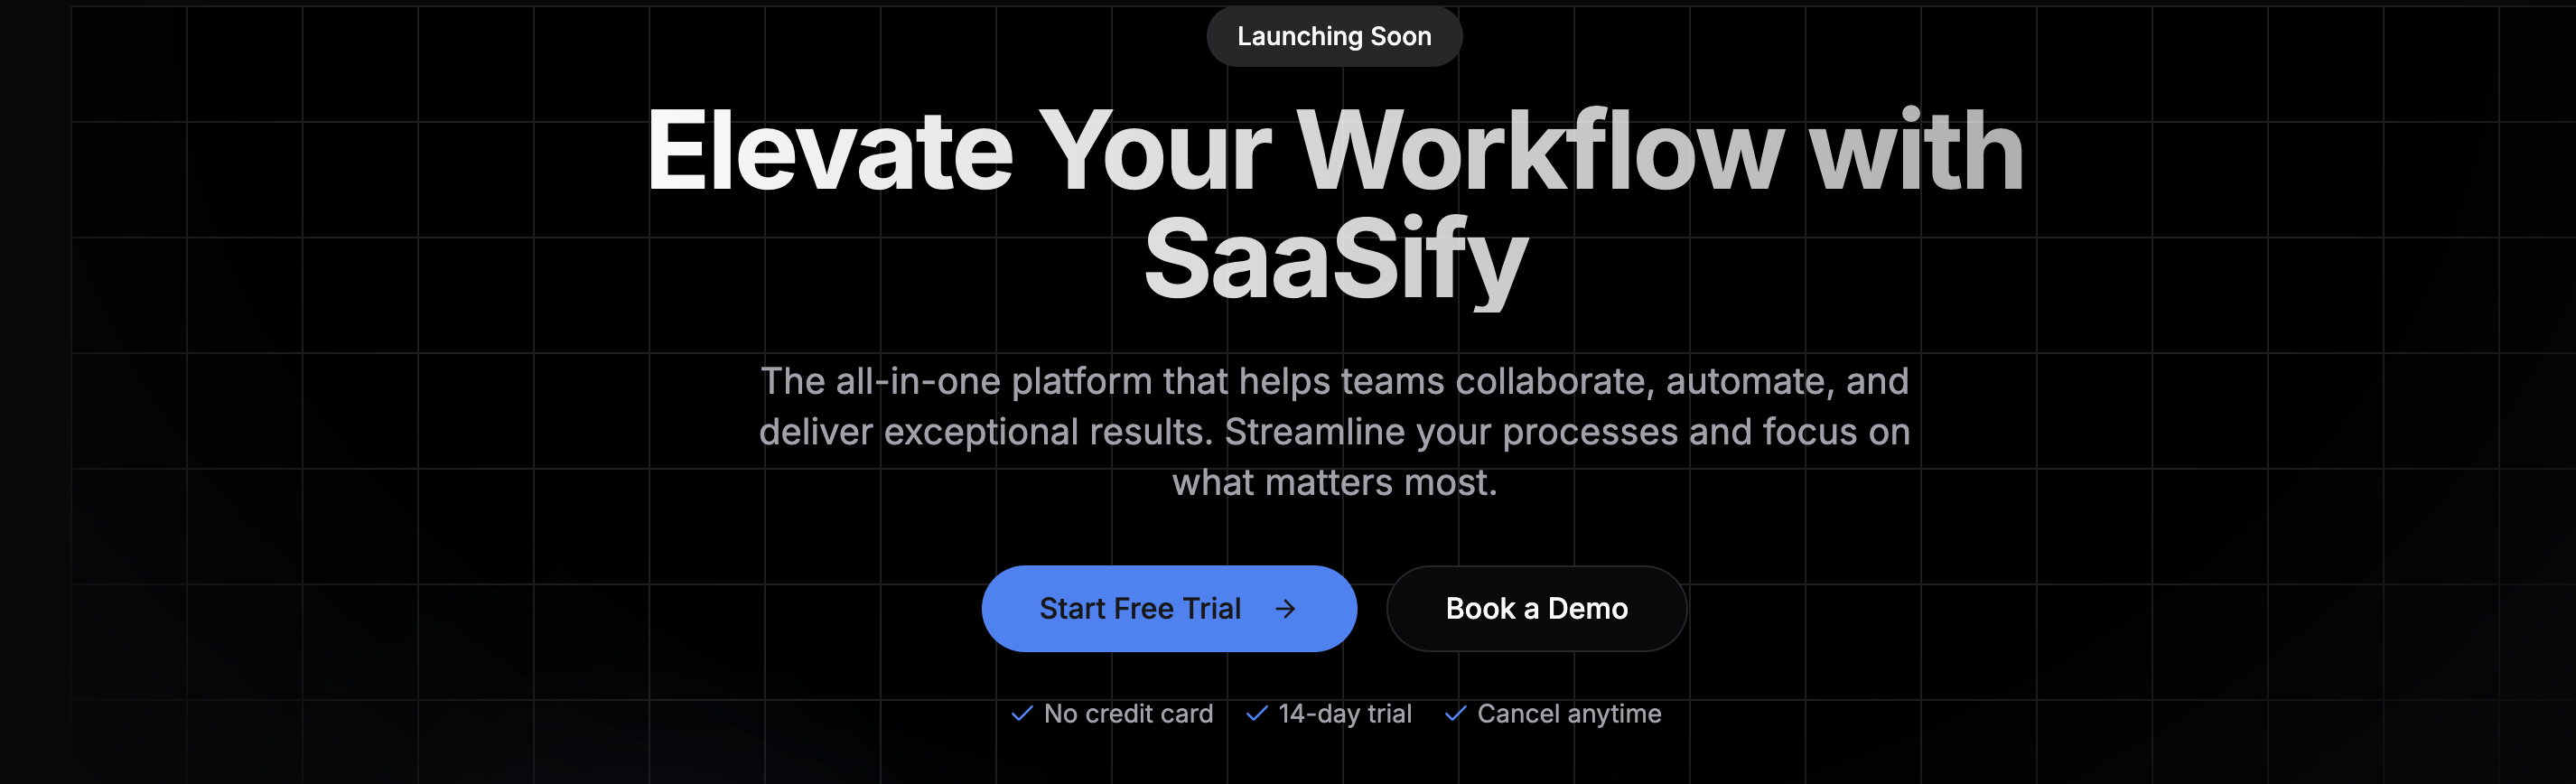 Launching Soon
Elevate Your Workflow with
SaaSify
The all-in-one platform that helps teams collaborate, automate, and
deliver exceptional results. Streamline your processes and focus on
what matters most.
Start Free Trial →
Book a Demo
✓ No credit card ✓ 14-day trial ✓ Cancel anytime